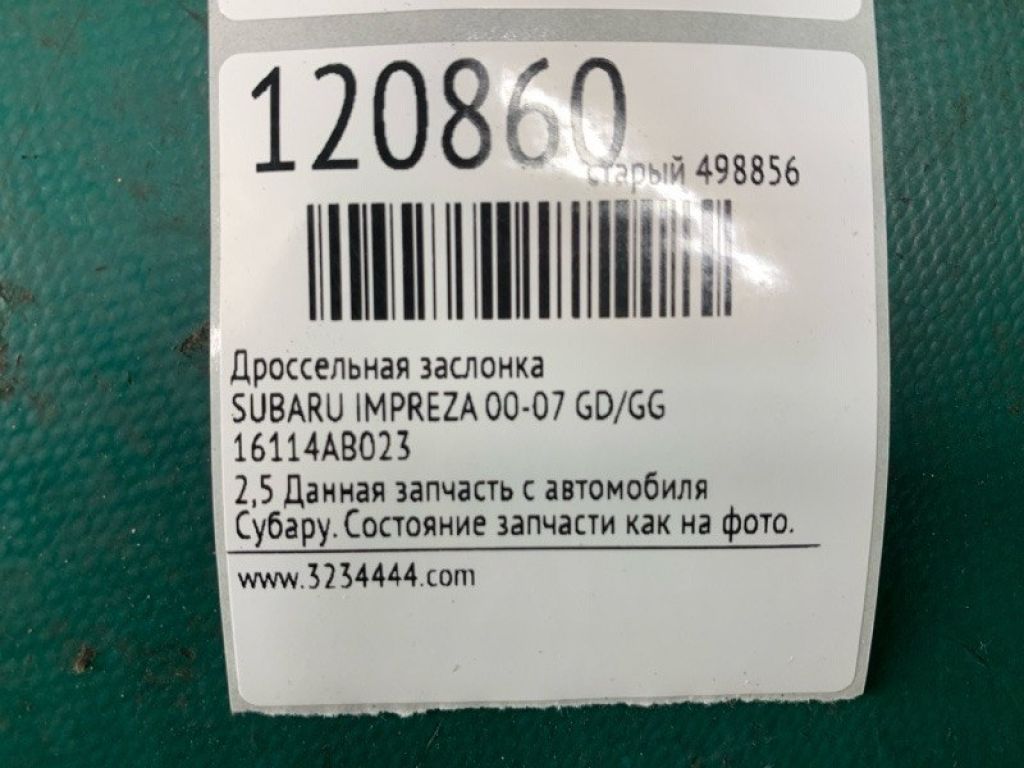 120860
старый 498856
Дроссельная заслонка
SUBARU IMPREZA 00-07 GD/GG
16114AB023
2,5 Данная запчасть с автомобиля
Субару. Состояние запчасти как на фото.
www.3234444.com